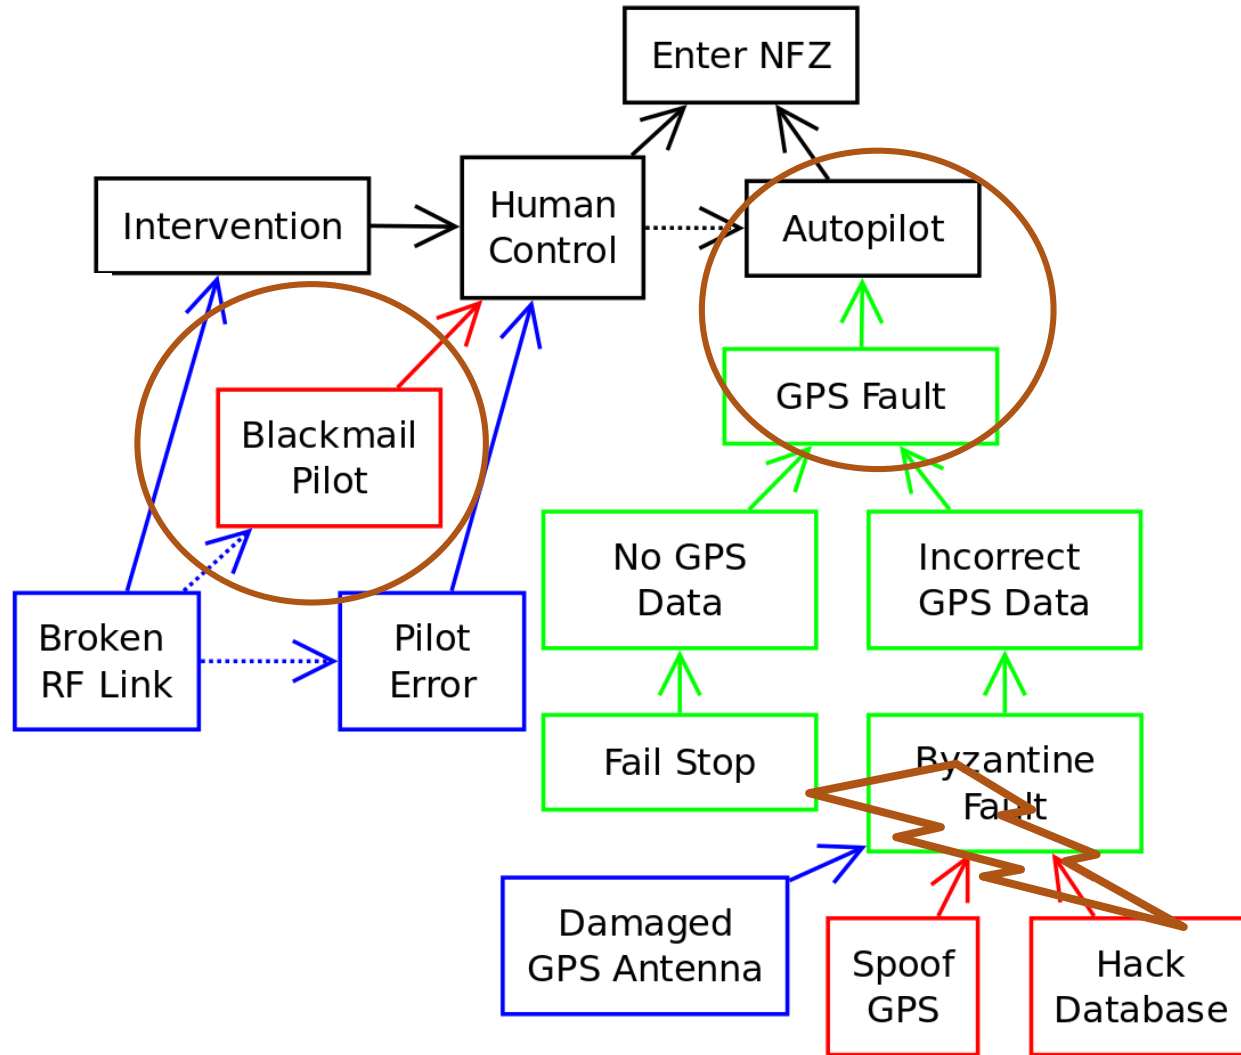 Enter NFZ
Intervention
Human
Control
Autopilot
Blackmail
Pilot
GPS Fault
No GPS
Data
Incorrect
GPS Data
Broken
RF Link
Pilot
Error
Fail Stop
Byzantine
Fault
Damaged
GPS Antenna
Spoof
GPS
Hack
Database